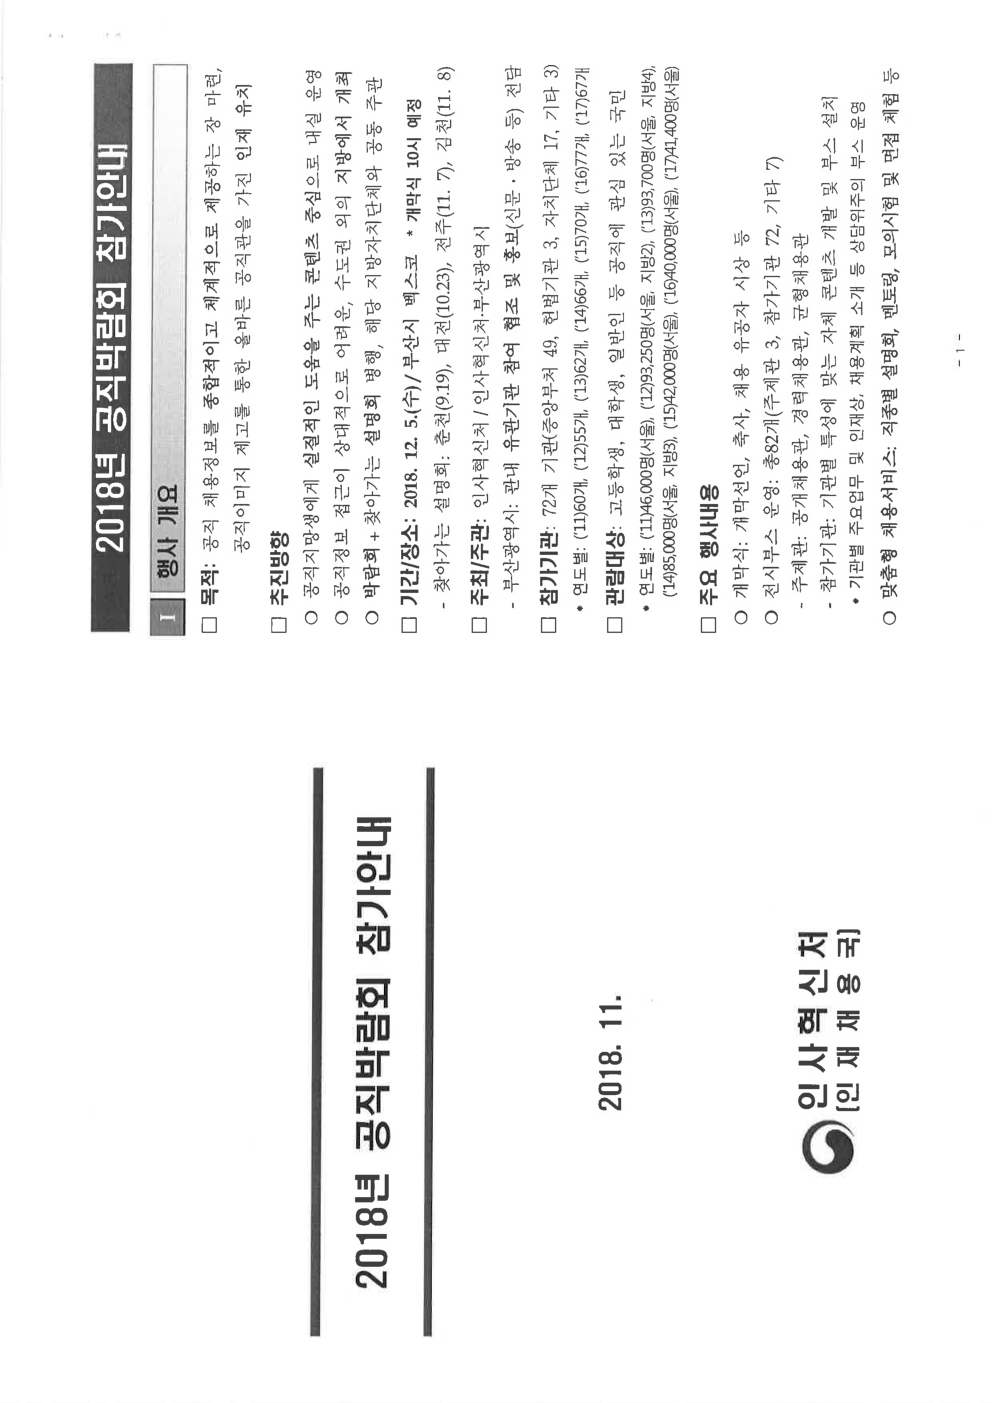 2018년 공직박람회 참가안내
2018. 11.
인사혁신처
[인재채용국]
2018년 공직박람회 참가안내
Ⅰ 행사 개요
□ 목적: 공직 채용정보를 종합적이고 체계적으로 제공하는 장 마련,
공직이미지 제고를 통한 올바른 공직관을 가진 인재 유치
□ 추진방향
○ 공직지망생에게 실질적인 도움을 주는 콘텐츠 중심으로 내실 운영
○ 공직정보 접근이 상대적으로 어려운, 수도권 외의 지방에서 개최
○ 박람회 + 찾아가는 설명회 병행, 해당 지방자치단체와 공동 주관
□ 기간/장소: 2018. 12. 5.(수) / 부산시 벡스코 * 개막식 10시 예정
- 찾아가는 설명회: 춘천(9.19), 대전(10.23), 전주(11. 7), 김천(11. 8)
□ 주최/주관: 인사혁신처 / 인사혁신처·부산광역시
- 부산광역시: 관내 유관기관 참여 협조 및 홍보(신문·방송 등) 전담
□ 참가기관: 72개 기관(중앙부처 49, 헌법기관 3, 자치단체 17, 기타 3)
* 연도별: ('11)60개, ('12)55개, ('13)62개, ('14)66개, ('15)70개, ('16)77개, ('17)67개
□ 관람대상: 고등학생, 대학생, 일반인 등 공직에 관심 있는 국민
* 연도별: ('11)46,000명(서울), ('12)93,250명(서울, 지방2), ('13)93,700명(서울, 지방4),
('14)85,000명(서울, 지방3), ('15)42,000명(서울), ('16)40,000명(서울), ('17)41,400명(서울)
□ 주요 행사내용
○ 개막식: 개막선언, 축사, 채용 유공자 시상 등
○ 전시부스 운영: 총82개(주제관 3, 참가기관 72, 기타 7)
- 주제관: 공개채용관, 경력채용관, 균형채용관
- 참가기관: 기관별 특성에 맞는 자체 콘텐츠 개발 및 부스 설치
* 기관별 주요업무 및 인재상, 채용계획 소개 등 상담위주의 부스 운영
○ 맞춤형 채용서비스: 직종별 설명회, 멘토링, 모의시험 및 면접 체험 등
- 1 -